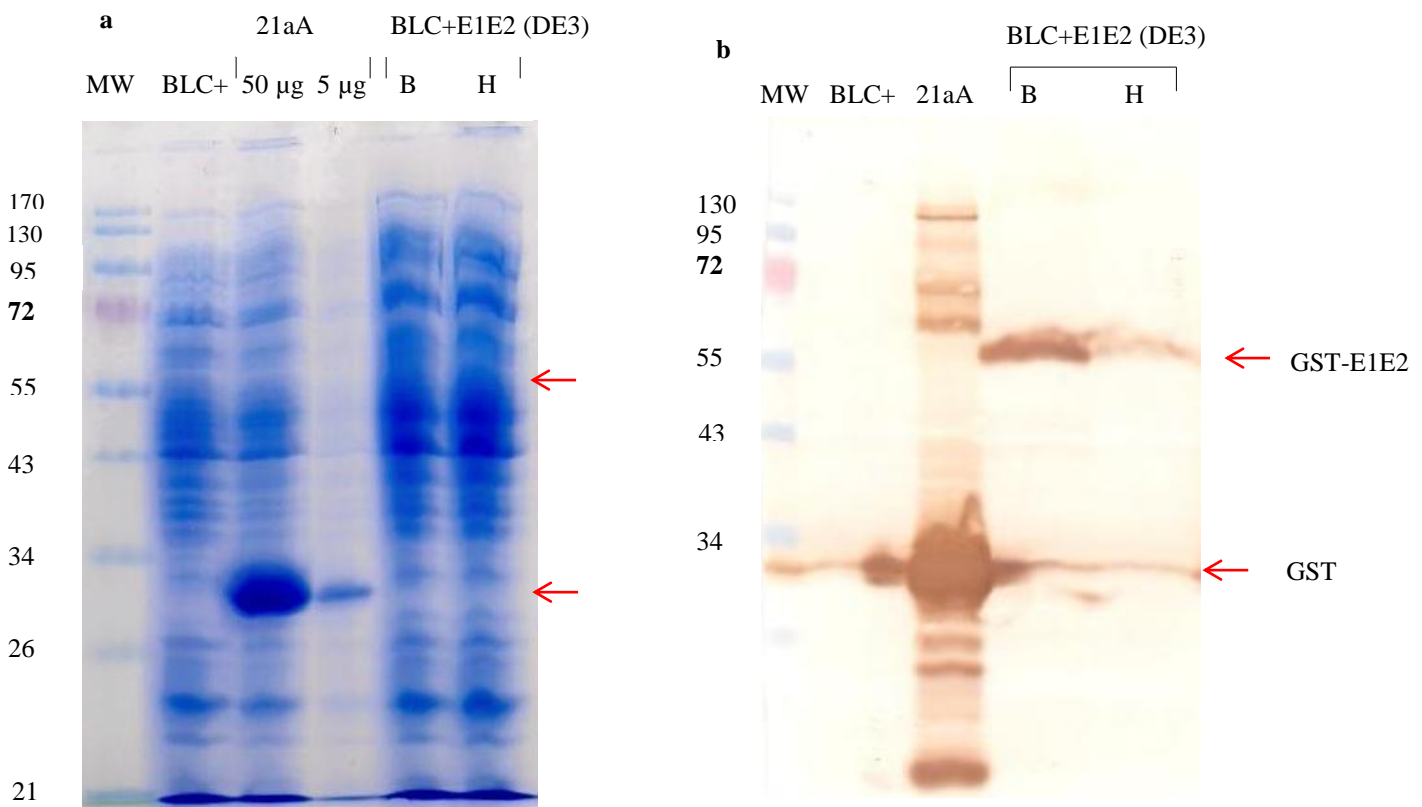 a
21aA
BLC+E1E2 (DE3)
MW BLC+ 50 µg 5 µg B H
170
130
95
72
55
43
34
26
21
b
BLC+E1E2 (DE3)
MW BLC+ 21aA B H
130
95
72
55
43
34
GST-E1E2
GST